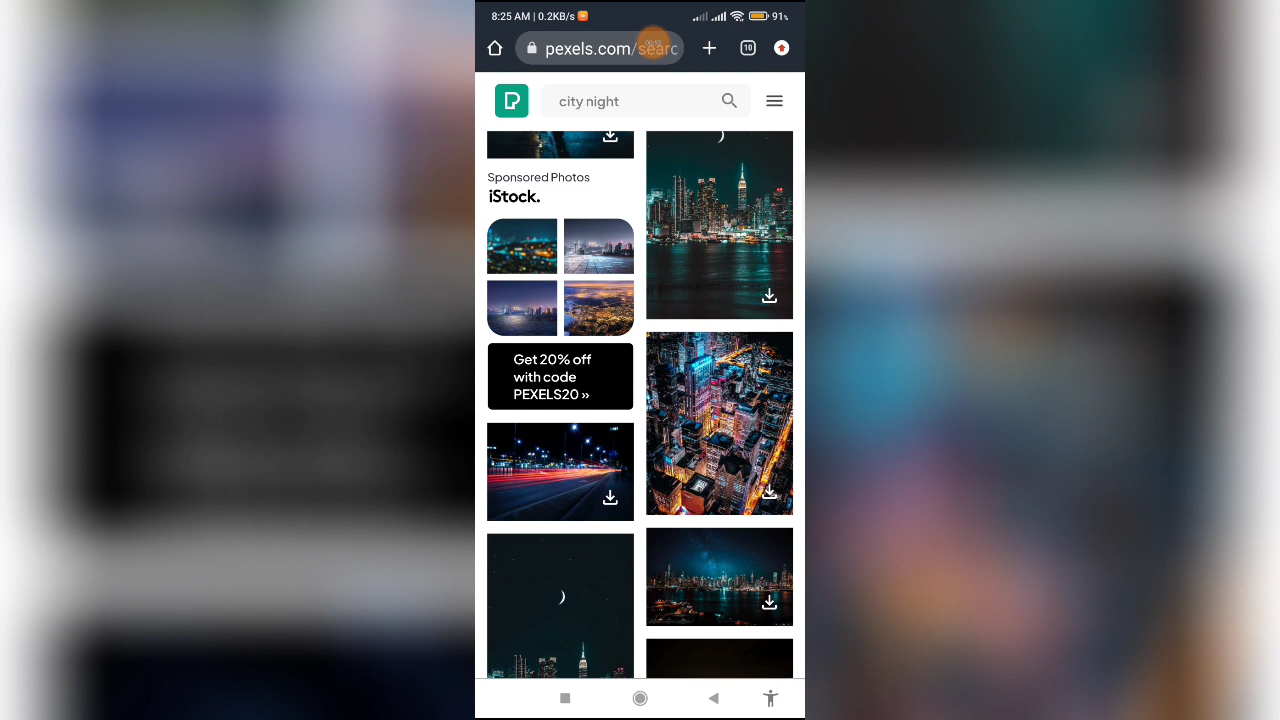 8:25 AM | 0.2KB/s
91%
pexels.com/searc
10
city night
Sponsored Photos
iStock.
Get 20% off
with code
PEXELS20 »